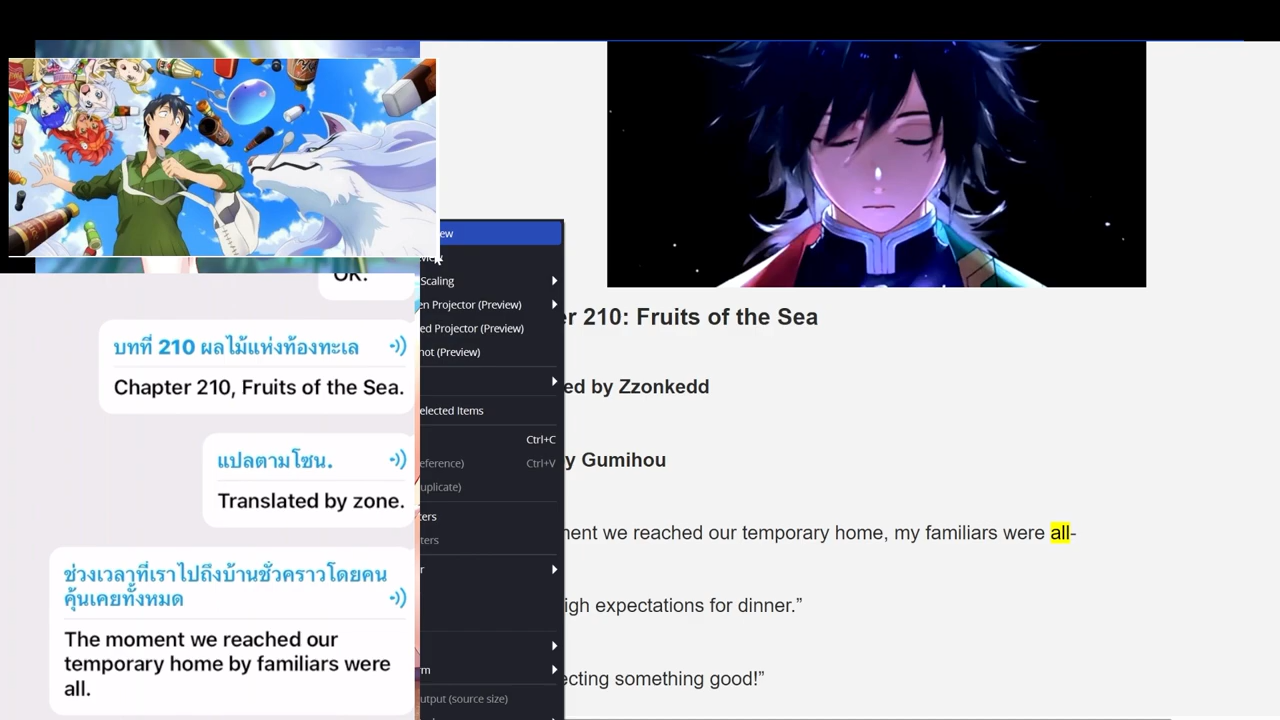 OK.
บทที่ 210 ผลไม้แห่งท้องทะเล
Chapter 210, Fruits of the Sea.
แปลตามโซน.
Translated by zone.
ช่วงเวลาที่เราไปถึงบ้านชั่วคราวโดยคน
คุ้นเคยทั้งหมด
The moment we reached our
temporary home by familiars were
all.
ew
view
Scaling
en Projector (Preview)
ed Projector (Preview)
hot (Preview)
elected Items
Ctrl+C
eference) Ctrl+V
uplicate)
ters
ters
r
m
utput (source size)
er 210: Fruits of the Sea
ed by Zzonkedd
y Gumihou
ment we reached our temporary home, my familiars were all-
igh expectations for dinner.”
ecting something good!”